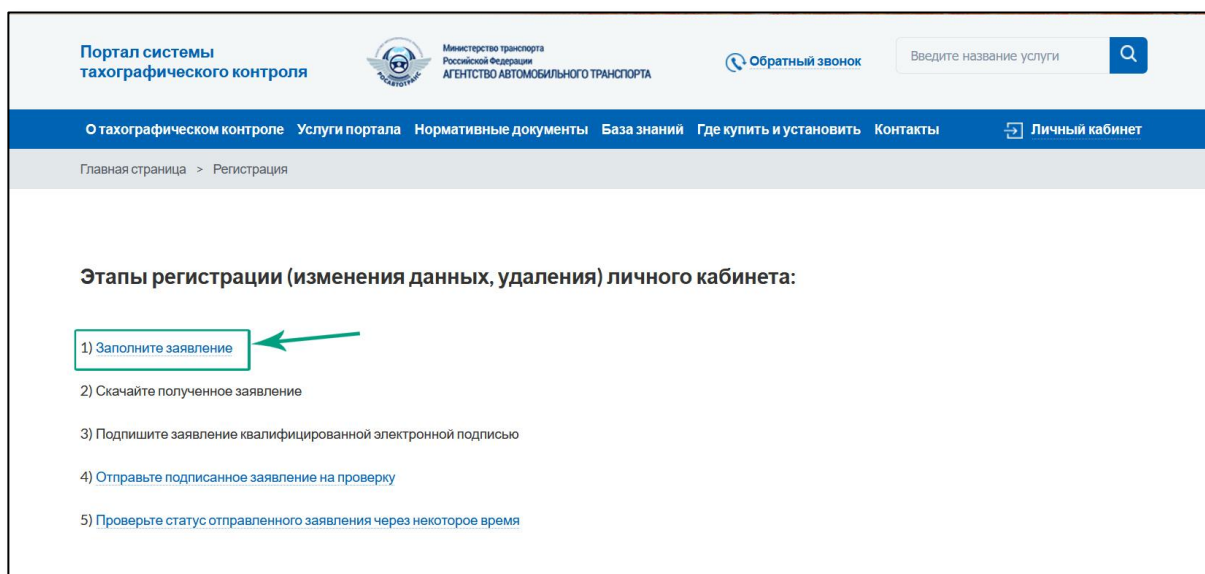 Портал системы
тахографического контроля
РОСАВТОТРАНС
Министерство транспорта
Российской Федерации
АГЕНТСТВО АВТОМОБИЛЬНОГО ТРАНСПОРТА
Обратный звонок
Введите название услуги
О тахографическом контроле Услуги портала Нормативные документы База знаний Где купить и установить Контакты Личный кабинет
Главная страница > Регистрация
Этапы регистрации (изменения данных, удаления) личного кабинета:
1) Заполните заявление
2) Скачайте полученное заявление
3) Подпишите заявление квалифицированной электронной подписью
4) Отправьте подписанное заявление на проверку
5) Проверьте статус отправленного заявления через некоторое время